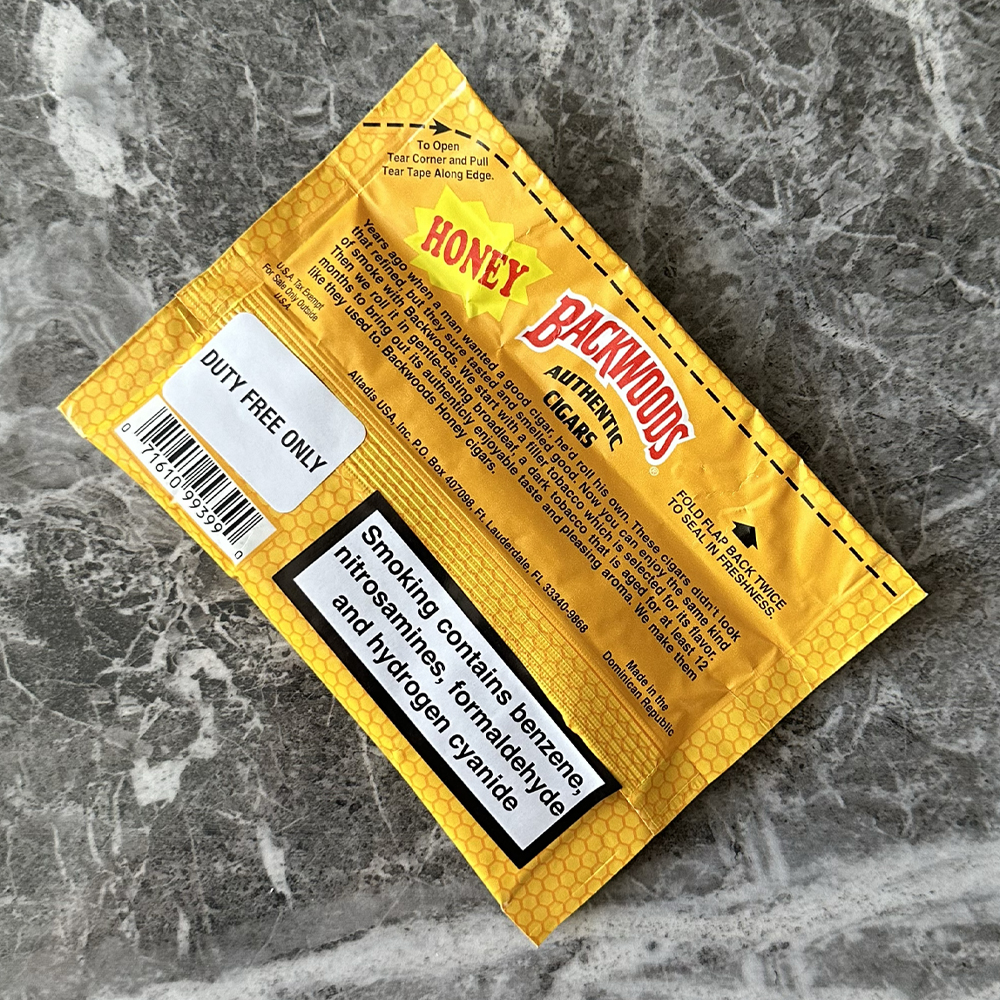 To Open
Tear Corner and Pull
Tear Tape Along Edge.
HONEY
BACKWOODS®
AUTHENTIC
CIGARS
FOLD FLAP BACK TWICE
TO SEAL IN FRESHNESS.
Years ago when a man wanted a good cigar, he'd roll his own. These cigars didn't look
that refined, but they sure tasted and smelled good. Now you can enjoy the same kind
of smoke with Backwoods. We start with a filler tobacco which is selected for its flavor.
Then we roll it in gentle-tasting broadleaf, a dark tobacco that is aged for at least 12
months to bring out its authenticly enjoyable taste and pleasing aroma. We make them
like they used to. Backwoods Honey cigars.
Altadis USA, Inc. P.O. Box 407098, Ft. Lauderdale, FL 33340-9868
Made in the
Dominican Republic
U.S.A. Tax Exempt
For Sale Only Outside
U.S.A.
DUTY FREE ONLY
0 71610 99399 0
Smoking contains benzene,
nitrosamines, formaldehyde
and hydrogen cyanide